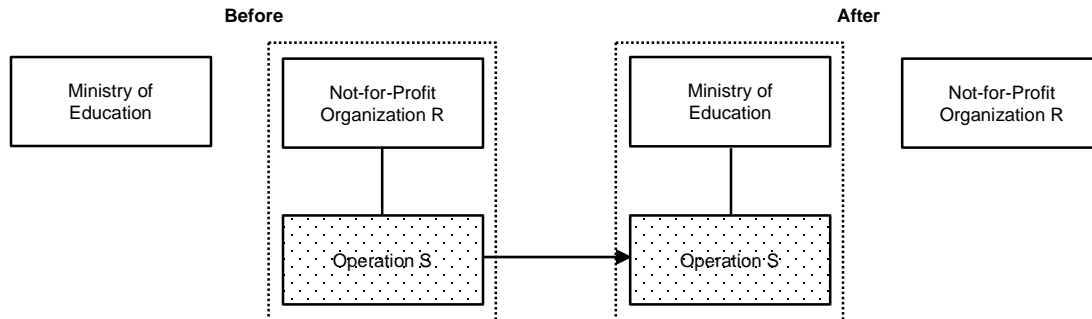 Before
After
Ministry of
Education
Not-for-Profit
Organization R
Ministry of
Education
Not-for-Profit
Organization R
Operation S
Operation S